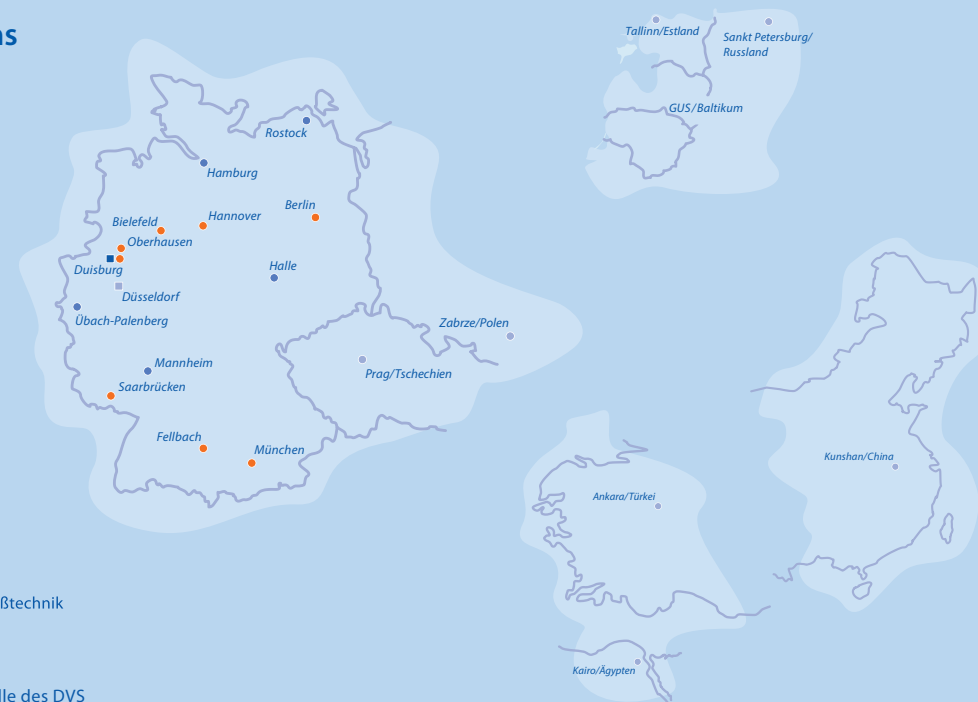 ns
Tallinn/Estland
Sankt Petersburg/
Russland
GUS/Baltikum
Rostock
Hamburg
Berlin
Hannover
Bielefeld
Oberhausen
Duisburg
Halle
Düsseldorf
Übach-Palenberg
Zabrze/Polen
Prag/Tschechien
Mannheim
Saarbrücken
Fellbach
München
Kunshan/China
Ankara/Türkei
Kairo/Ägypten
ßtechnik
lle des DVS